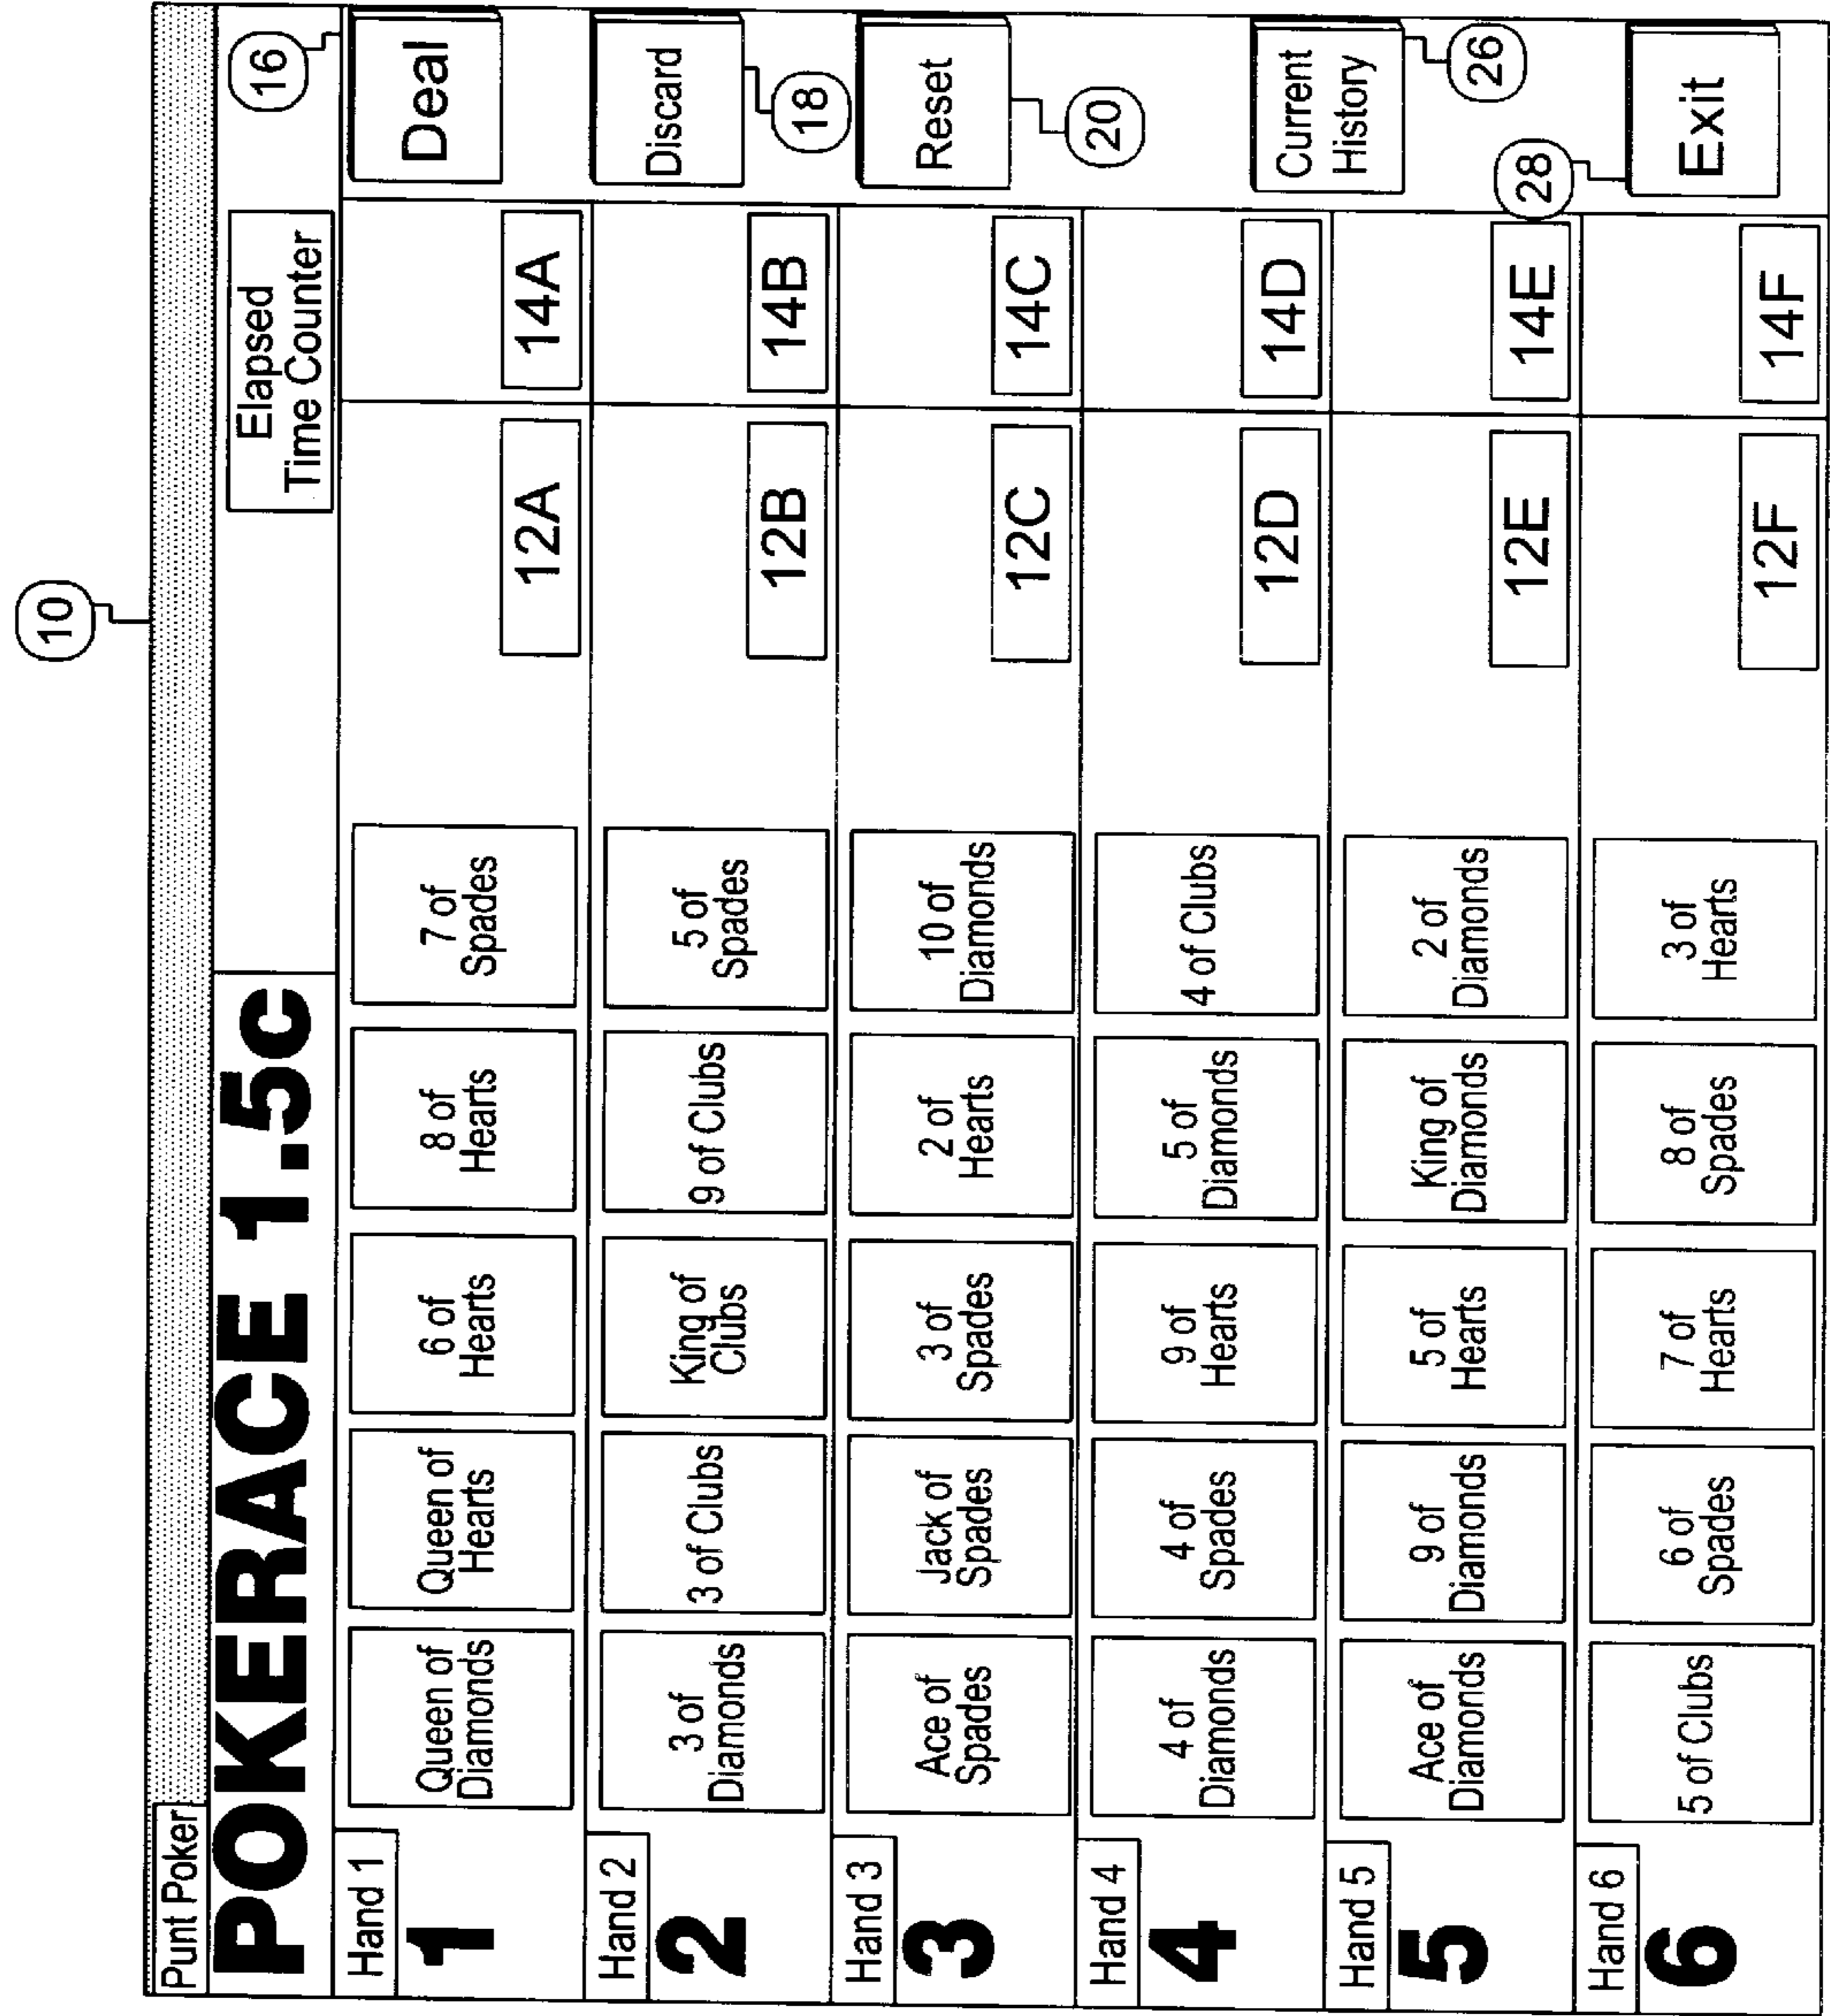 10
Punt Poker
POKERACE 1.5c
Elapsed
Time Counter
16
Hand 1
1
Queen of
Diamonds
Queen of
Hearts
6 of
Hearts
8 of
Hearts
7 of
Spades
12A
14A
Deal
Hand 2
2
3 of
Diamonds
3 of Clubs
King of
Clubs
9 of Clubs
5 of
Spades
12B
14B
Discard
18
Hand 3
3
Ace of
Spades
Jack of
Spades
3 of
Spades
2 of
Hearts
10 of
Diamonds
12C
14C
Reset
20
Hand 4
4
4 of
Diamonds
4 of
Spades
9 of
Hearts
5 of
Diamonds
4 of Clubs
12D
14D
Current
History
26
Hand 5
5
Ace of
Diamonds
9 of
Diamonds
5 of
Hearts
King of
Diamonds
2 of
Diamonds
12E
14E
28
Hand 6
6
5 of Clubs
6 of
Spades
7 of
Hearts
8 of
Spades
3 of
Hearts
12F
14F
Exit